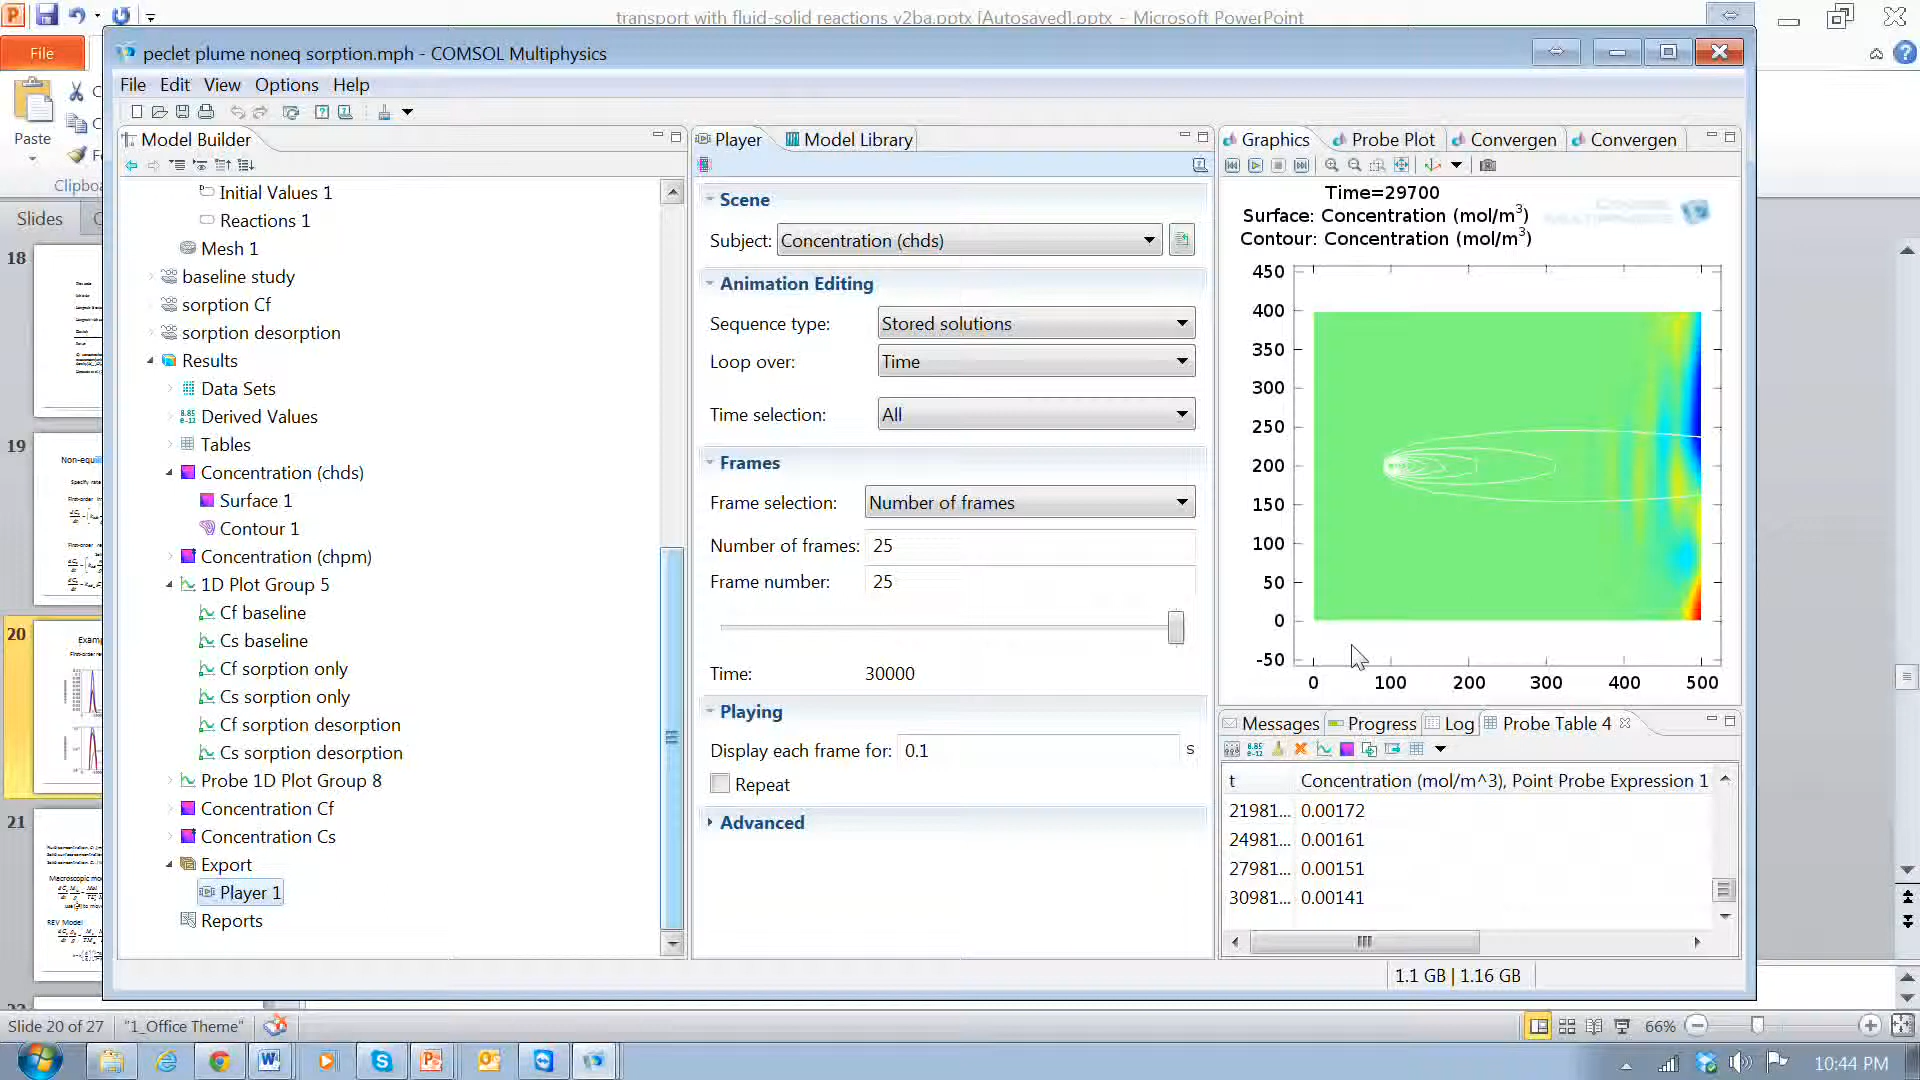 transport with fluid-solid reactions v2ba.pptx [Autosaved].pptx - Microsoft PowerPoint
peclet plume noneq sorption.mph - COMSOL Multiphysics
File
File Edit View Options Help
Paste
Slides
Model Builder
Initial Values 1
Reactions 1
Mesh 1
baseline study
sorption Cf
sorption desorption
Results
Data Sets
Derived Values
Tables
Concentration (chds)
Surface 1
Contour 1
Concentration (chpm)
1D Plot Group 5
Cf baseline
Cs baseline
Cf sorption only
Cs sorption only
Cf sorption desorption
Cs sorption desorption
Probe 1D Plot Group 8
Concentration Cf
Concentration Cs
Export
Player 1
Reports
Player Model Library
Scene
Subject: Concentration (chds)
Animation Editing
Sequence type: Stored solutions
Loop over: Time
Time selection: All
Frames
Frame selection: Number of frames
Number of frames: 25
Frame number: 25
Time: 30000
Playing
Display each frame for: 0.1 s
Repeat
Advanced
Graphics Probe Plot Convergen Convergen
Time=29700
Surface: Concentration (mol/m³)
Contour: Concentration (mol/m³)
450
400
350
300
250
200
150
100
50
0
-50
0 100 200 300 400 500
Messages Progress Log Probe Table 4
t Concentration (mol/m^3), Point Probe Expression 1
21981... 0.00172
24981... 0.00161
27981... 0.00151
30981... 0.00141
1.1 GB | 1.16 GB
18
19
20
21
Macroscopic mo
REV Model
Slide 20 of 27 "1_Office Theme" 66%
10:44 PM